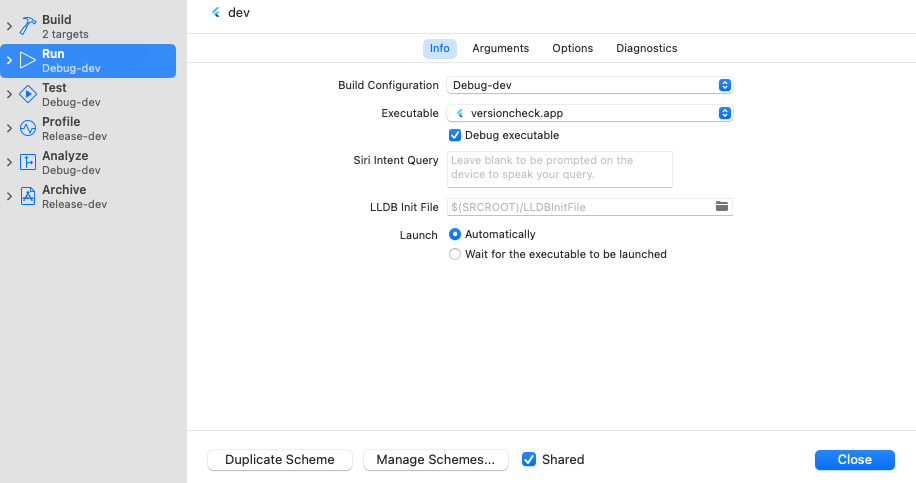 Build
2 targets
Run
Debug-dev
Test
Debug-dev
Profile
Release-dev
Analyze
Debug-dev
Archive
Release-dev
dev
Info Arguments Options Diagnostics
Build Configuration Debug-dev
Executable versioncheck.app
Debug executable
Siri Intent Query Leave blank to be prompted on the
device to speak your query.
LLDB Init File $(SRCROOT)/LLDBInitFile
Launch Automatically
Wait for the executable to be launched
Duplicate Scheme Manage Schemes... Shared Close